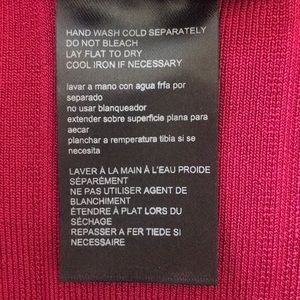 HAND WASH COLD SEPARATELY
DO NOT BLEACH
LAY FLAT TO DRY
COOL IRON IF NECESSARY
lavar a mano con agua frfa por
separado
no usar blanqueador
extender sobre superficie plana para
aecar
planchar a remperatura tibia si se
necesita
LAVER À LA MAIN À L'EAU PROIDE
SÉPARÉMENT
NE PAS UTILISER AGENT DE
BLANCHIMENT
ÉTENDRE À PLAT LORS DU
SÉCHAGE
REPASSER A FER TIEDE SI
NECESSAIRE